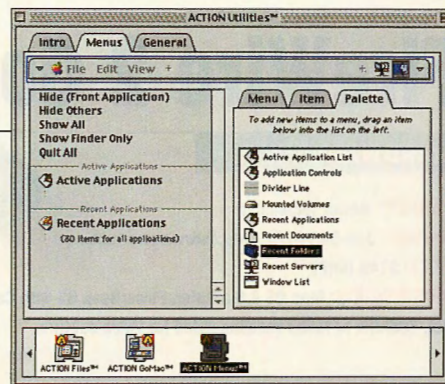 ACTION Utilities™
Intro Menus General
File Edit View +
Hide (Front Application)
Hide Others
Show All
Show Finder Only
Quit All
Active Applications
Active Applications
Recent Applications
Recent Applications
(30 items for all applications)
Menu Item Palette
To add new items to a menu, drag an item
below into the list on the left.
Active Application List
Application Controls
Divider Line
Mounted Volumes
Recent Applications
Recent Documents
Recent Folders
Recent Servers
Window List
ACTION Files™ ACTION GoMac™ ACTION Menus™